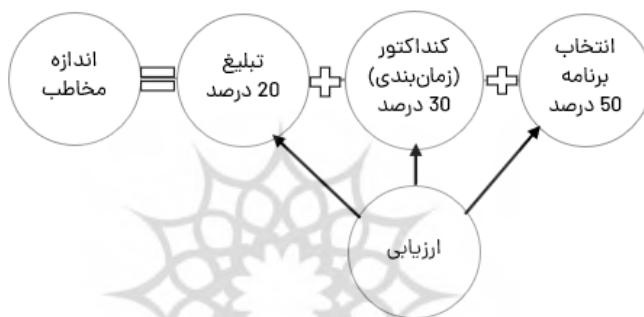 انتخاب
برنامه
50 درصد
کنداکتور
(زمان‌بندی)
30 درصد
تبلیغ
20 درصد
اندازه
مخاطب
ارزیابی